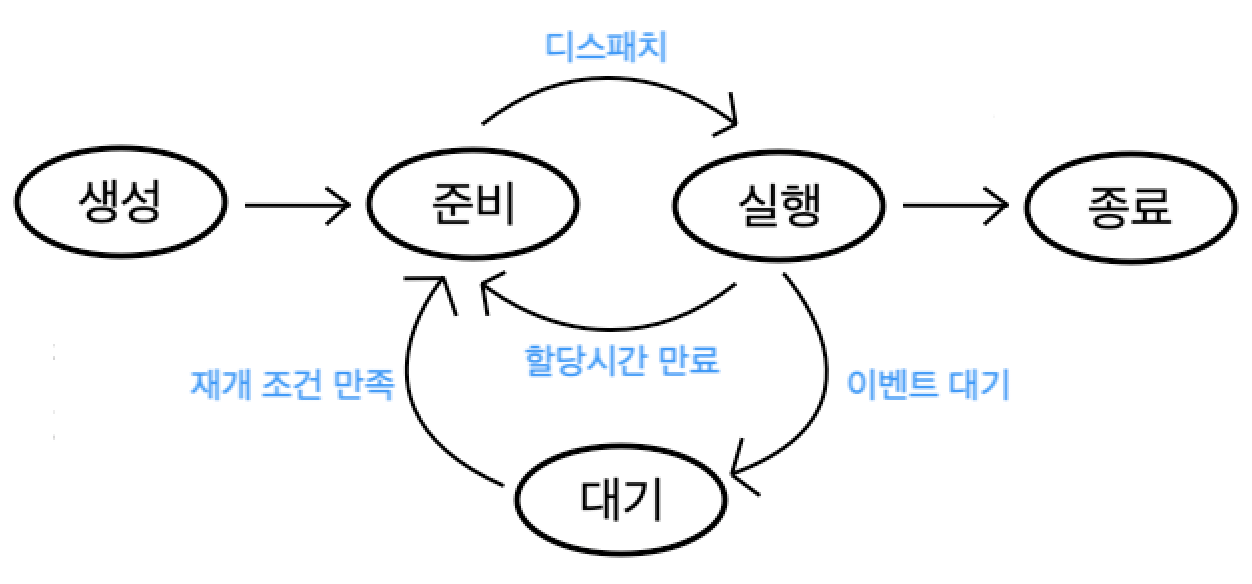 디스패치
생성
준비
실행
종료
할당시간 만료
재개 조건 만족
이벤트 대기
대기